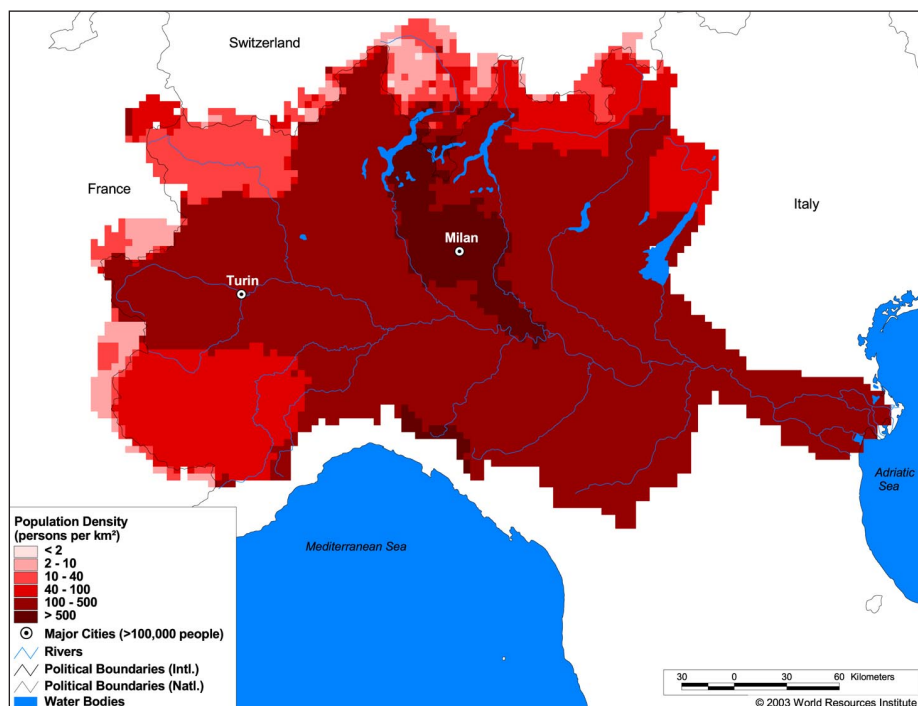 Switzerland
France
Italy
Milan
Turin
Adriatic
Sea
Mediterranean Sea
Population Density
(persons per km²)
< 2
2 - 10
10 - 40
40 - 100
100 - 500
> 500
Major Cities (>100,000 people)
Rivers
Political Boundaries (Intl.)
Political Boundaries (Natl.)
Water Bodies
30 0 30 60 Kilometers
© 2003 World Resources Institute